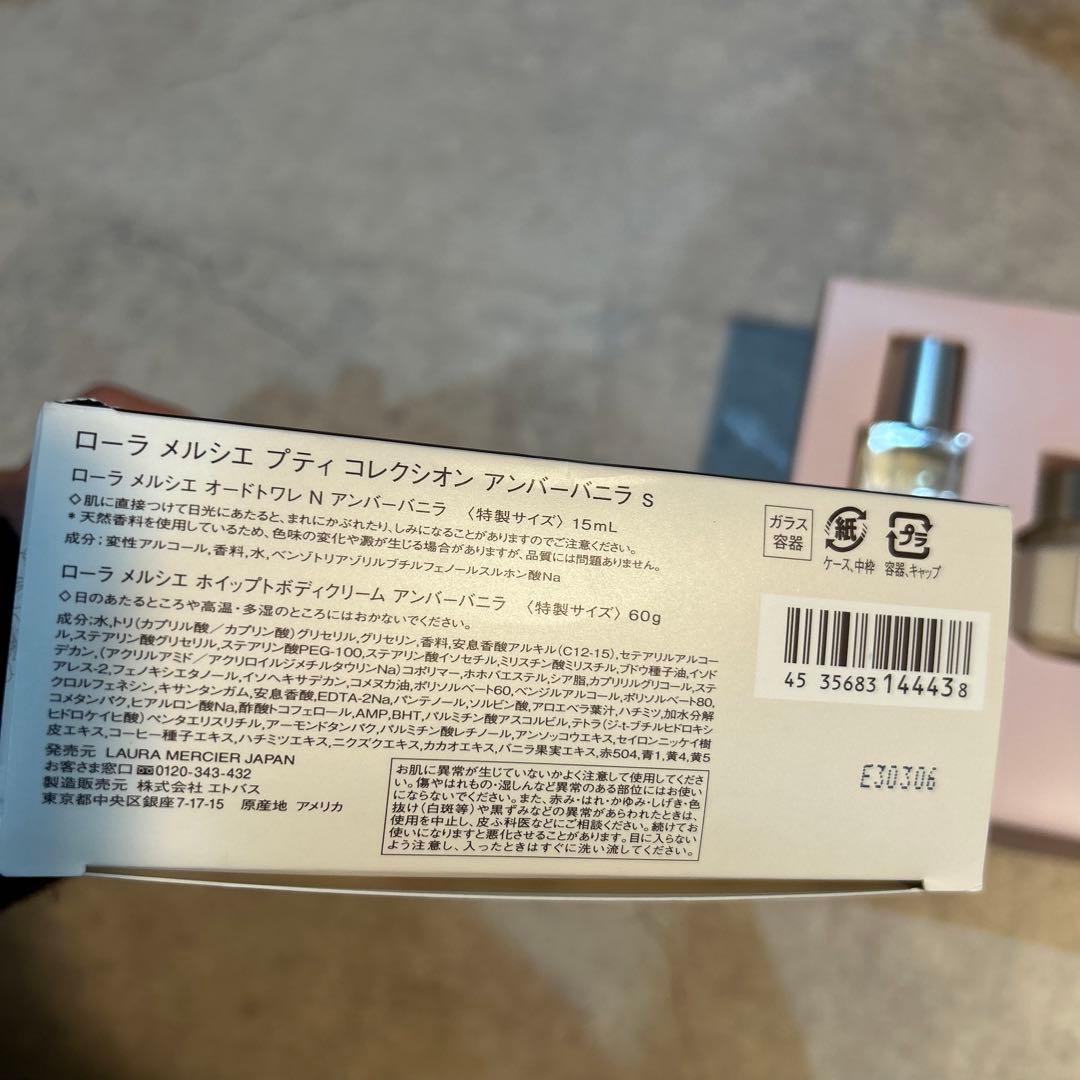 ローラ メルシエ プティ コレクシオン アンバーバニラ S
ローラ メルシエ オードトワレ N アンバーバニラ 〈特製サイズ〉15mL
◇肌に直接つけて日光にあたると、まれにかぶれたり、しみになることがありますのでご注意ください。
* 天然香料を使用しているため、色味の変化や澱が生じる場合がありますが、品質には問題ありません。
成分；変性アルコール,香料,水,ベンゾトリアゾリルブチルフェノールスルホン酸Na
ローラ メルシエ ホイップトボディクリーム アンバーバニラ 〈特製サイズ〉60g
◇日のあたるところや高温・多湿のところにはおかないでください。
成分；水,トリ(カプリル酸／カプリン酸)グリセリル,グリセリン,香料,安息香酸アルキル(C12-15),セテアリルアルコー
ル,ステアリン酸グリセリル,ステアリン酸PEG-100,ステアリン酸イソセチル,ミリスチン酸ミリスチル,ブドウ種子油,イソド
デカン,(アクリルアミド／アクリロイルジメチルタウリンNa)コポリマー,ホホバエステル,シア脂,カプリリルグリコール,ステ
アレス-2,フェノキシエタノール,イソヘキサデカン,コメヌカ油,ポリソルベート60,ベンジルアルコール,ポリソルベート80,
クロルフェネシン,キサンタンガム,安息香酸,EDTA-2Na,パンテノール,ソルビン酸,アロエベラ葉汁,ハチミツ,加水分解
コメタンパク,ヒアルロン酸Na,酢酸トコフェロール,AMP,BHT,パルミチン酸アスコルビル,テトラ(ジ-t-ブチルヒドロキシ
ヒドロケイヒ酸)ペンタエリスリチル,アーモンドタンパク,パルミチン酸レチノール,アンソッコウエキス,セイロンニッケイ樹
皮エキス,コーヒー種子エキス,ハチミツエキス,ニクズクエキス,カカオエキス,バニラ果実エキス,赤504,青1,黄4,黄5
発売元 LAURA MERCIER JAPAN
お客さま窓口 0120-343-432
製造販売元 株式会社 エトバス
東京都中央区銀座7-17-15 原産地 アメリカ
お肌に異常が生じていないかよく注意して使用してくださ
い。傷やはれもの・湿しんなど異常のある部位にはお使い
にならないでください。また、赤み・はれ・かゆみ・しげき・色
抜け(白斑等)や黒ずみなどの異常があらわれたときは、
使用を中止し、皮ふ科医などにご相談ください。続けてお
使いになりますと悪化させることがあります。目に入らない
よう注意し、入ったときはすぐに洗い流してください。
ガラス
容器
紙
プラ
ケース、中枠 容器、キャップ
45 35683 14443 8
E30306